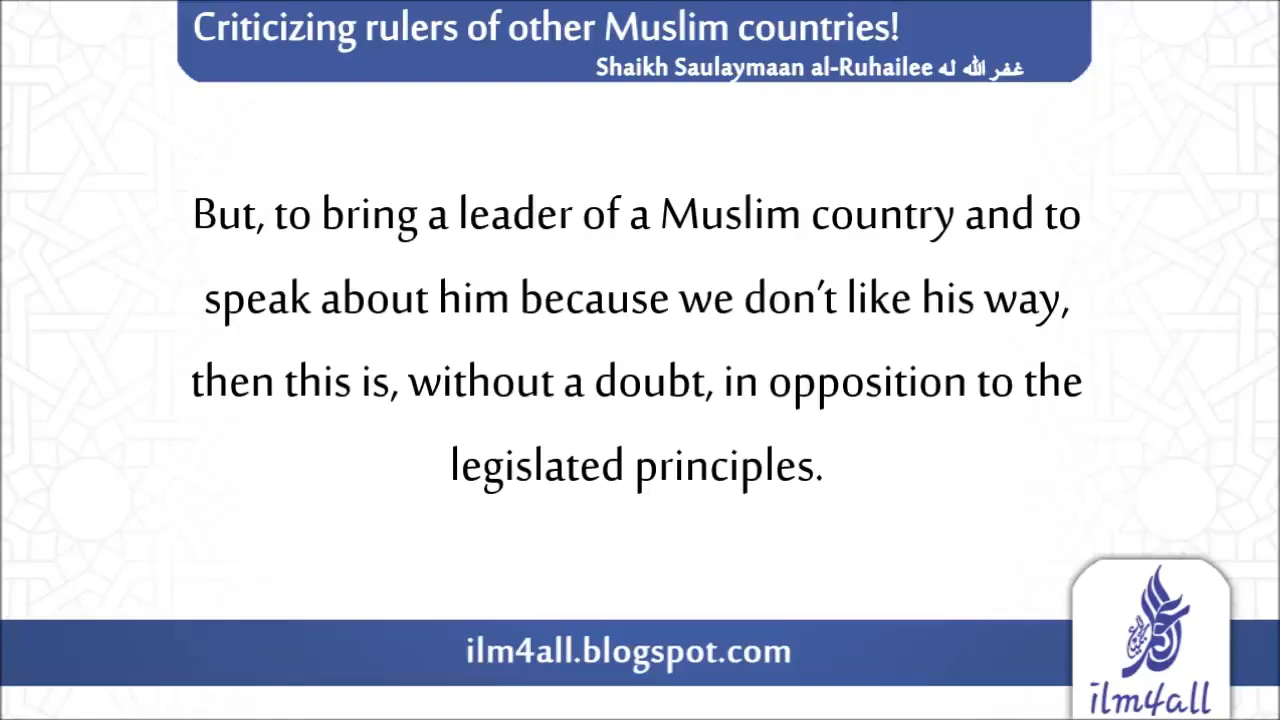 Criticizing rulers of other Muslim countries!
Shaikh Saulaymaan al-Ruhailee غفر الله له
But, to bring a leader of a Muslim country and to
speak about him because we don't like his way,
then this is, without a doubt, in opposition to the
legislated principles.
ilm4all.blogspot.com
ilm4all